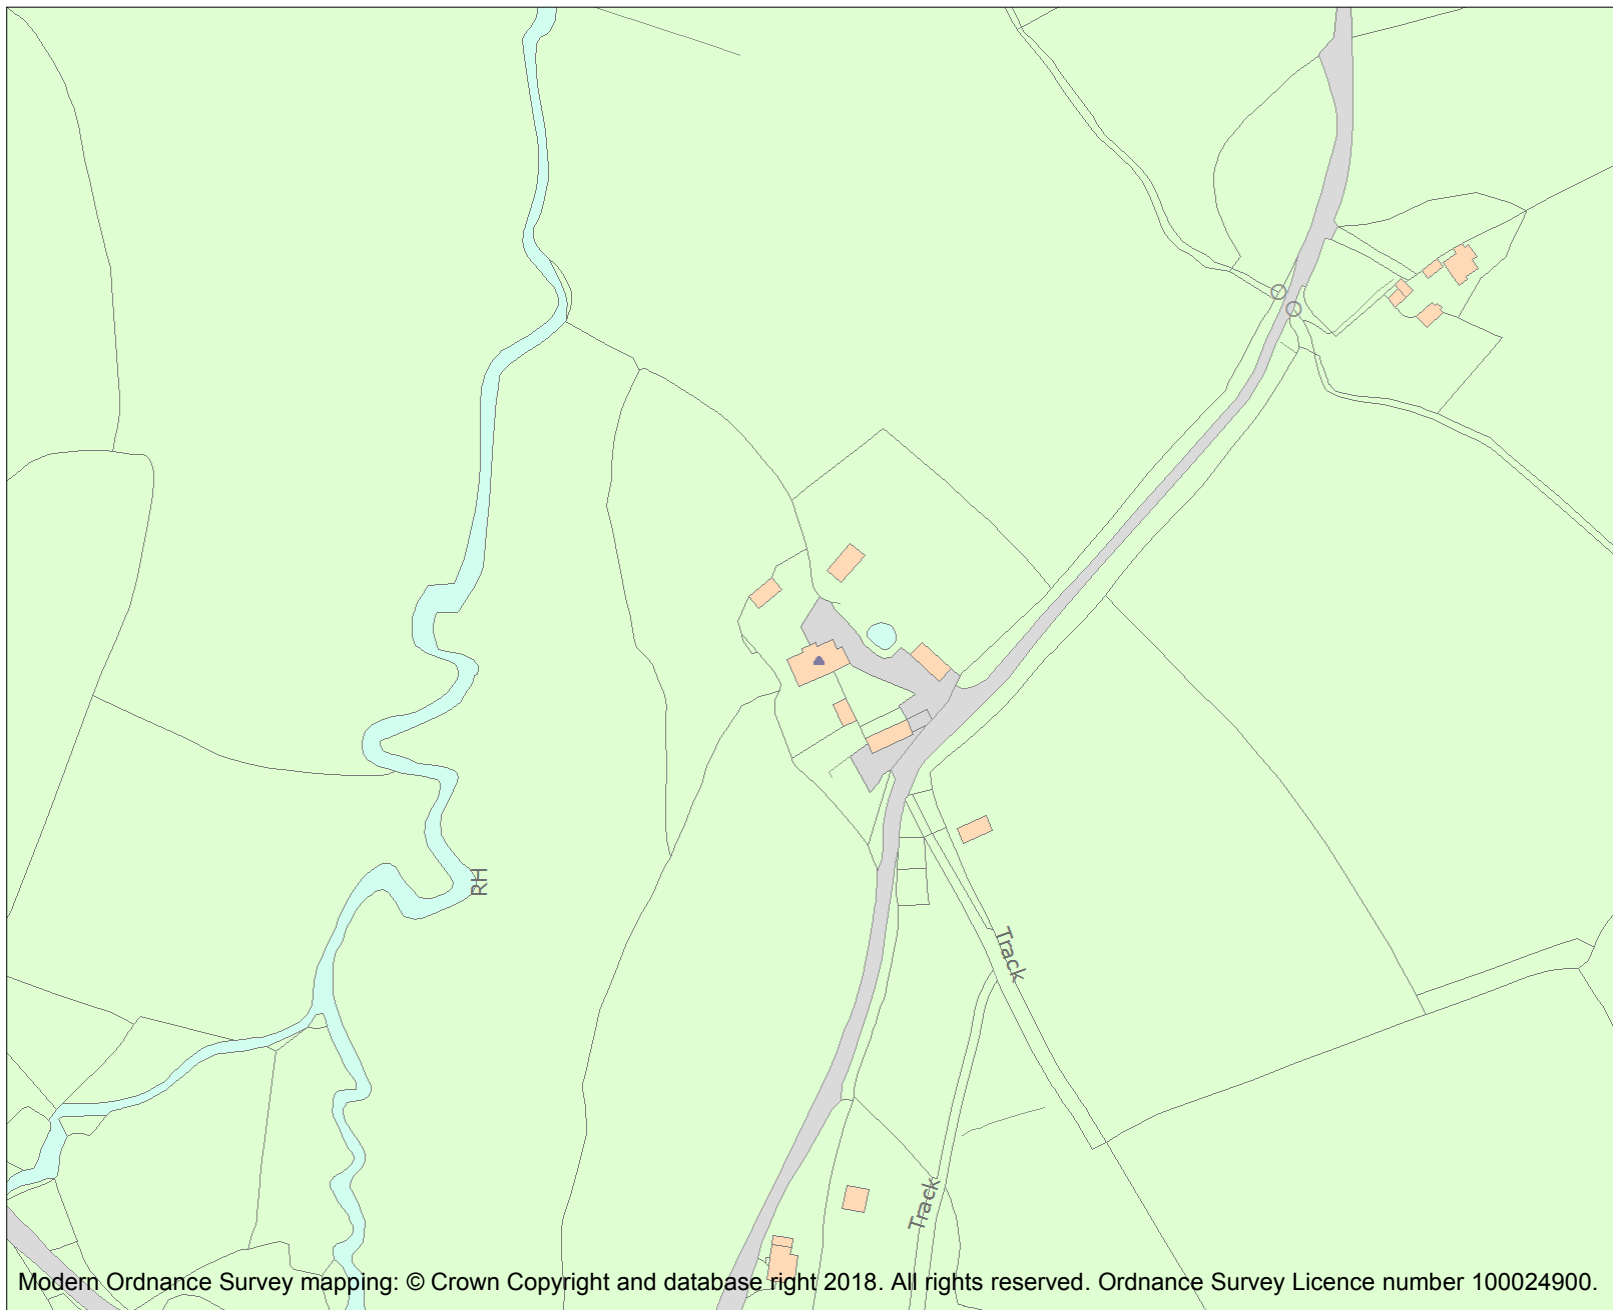 RH
Track
Track
Modern Ordnance Survey mapping: © Crown Copyright and database right 2018. All rights reserved. Ordnance Survey Licence number 100024900.